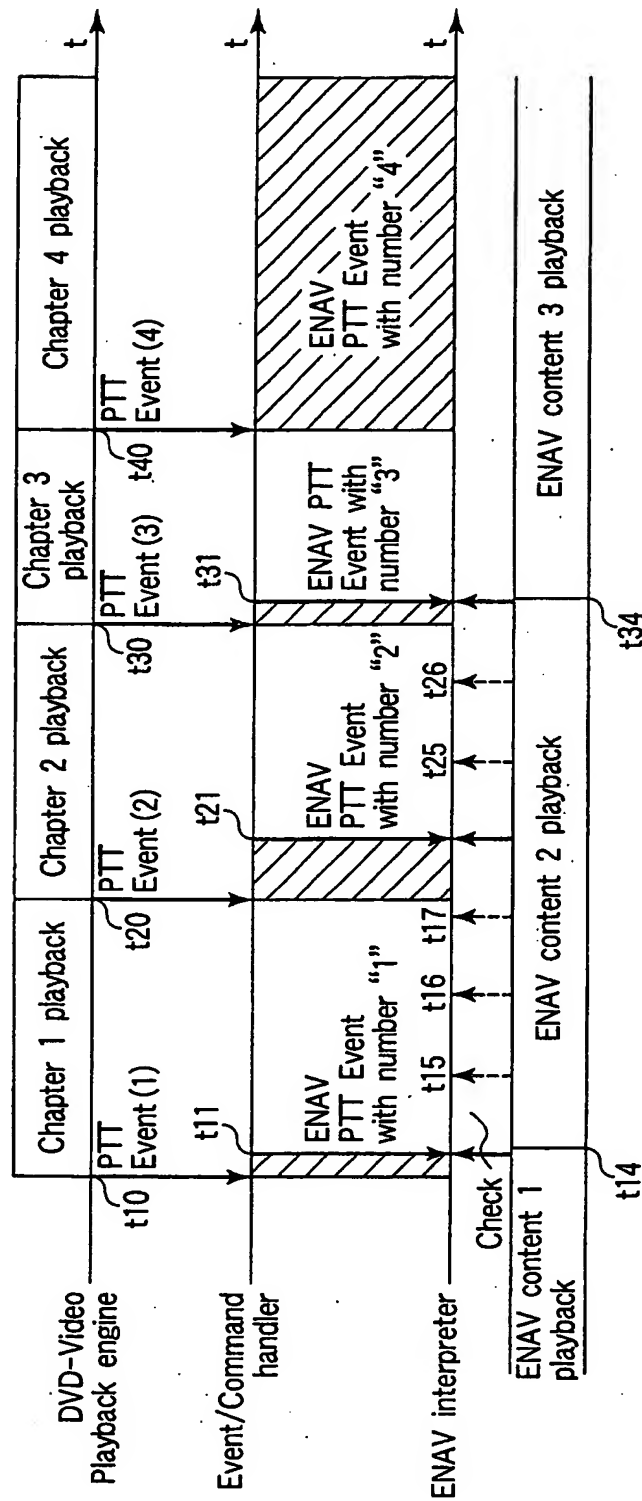 Chapter 1 playback
Chapter 2 playback
Chapter 3
playback
Chapter 4 playback
DVD-Video
Playback engine
t
t10
PTT
Event(1)
t20
PTT
Event(2)
t30
PTT
Event(3)
t40
PTT
Event(4)
Event/Command
handler
t
t11
t21
t31
ENAV
PTT Event
with number "1"
ENAV
PTT Event
with number "2"
ENAV PTT
Event with
number "3"
ENAV
PTT Event
with number "4"
ENAV interpreter
t
Check
t15
t16
t17
t25
t26
ENAV content 1
playback
ENAV content 2 playback
ENAV content 3 playback
t14
t34